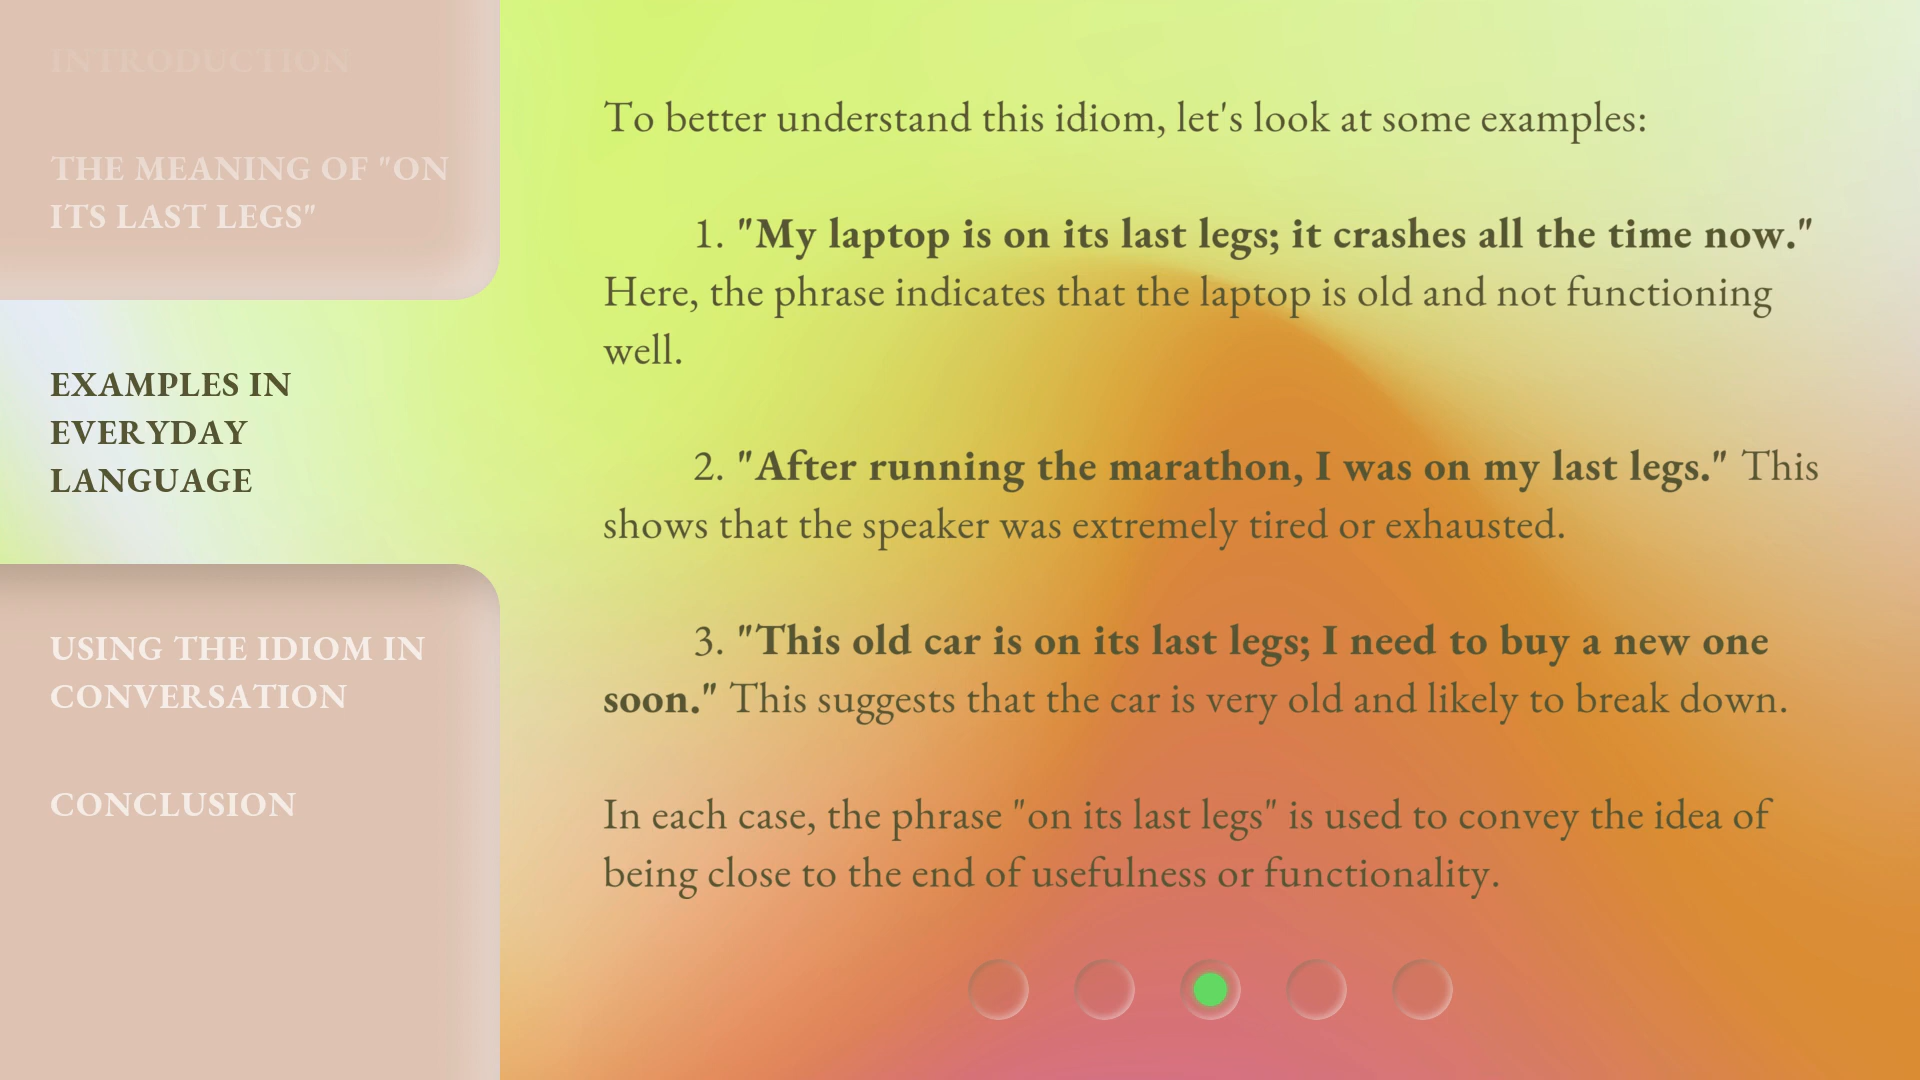 INTRODUCTION
THE MEANING OF "ON
ITS LAST LEGS"
EXAMPLES IN
EVERYDAY
LANGUAGE
USING THE IDIOM IN
CONVERSATION
CONCLUSION
To better understand this idiom, let's look at some examples:
1. "My laptop is on its last legs; it crashes all the time now."
Here, the phrase indicates that the laptop is old and not functioning
well.
2. "After running the marathon, I was on my last legs." This
shows that the speaker was extremely tired or exhausted.
3. "This old car is on its last legs; I need to buy a new one
soon." This suggests that the car is very old and likely to break down.
In each case, the phrase "on its last legs" is used to convey the idea of
being close to the end of usefulness or functionality.